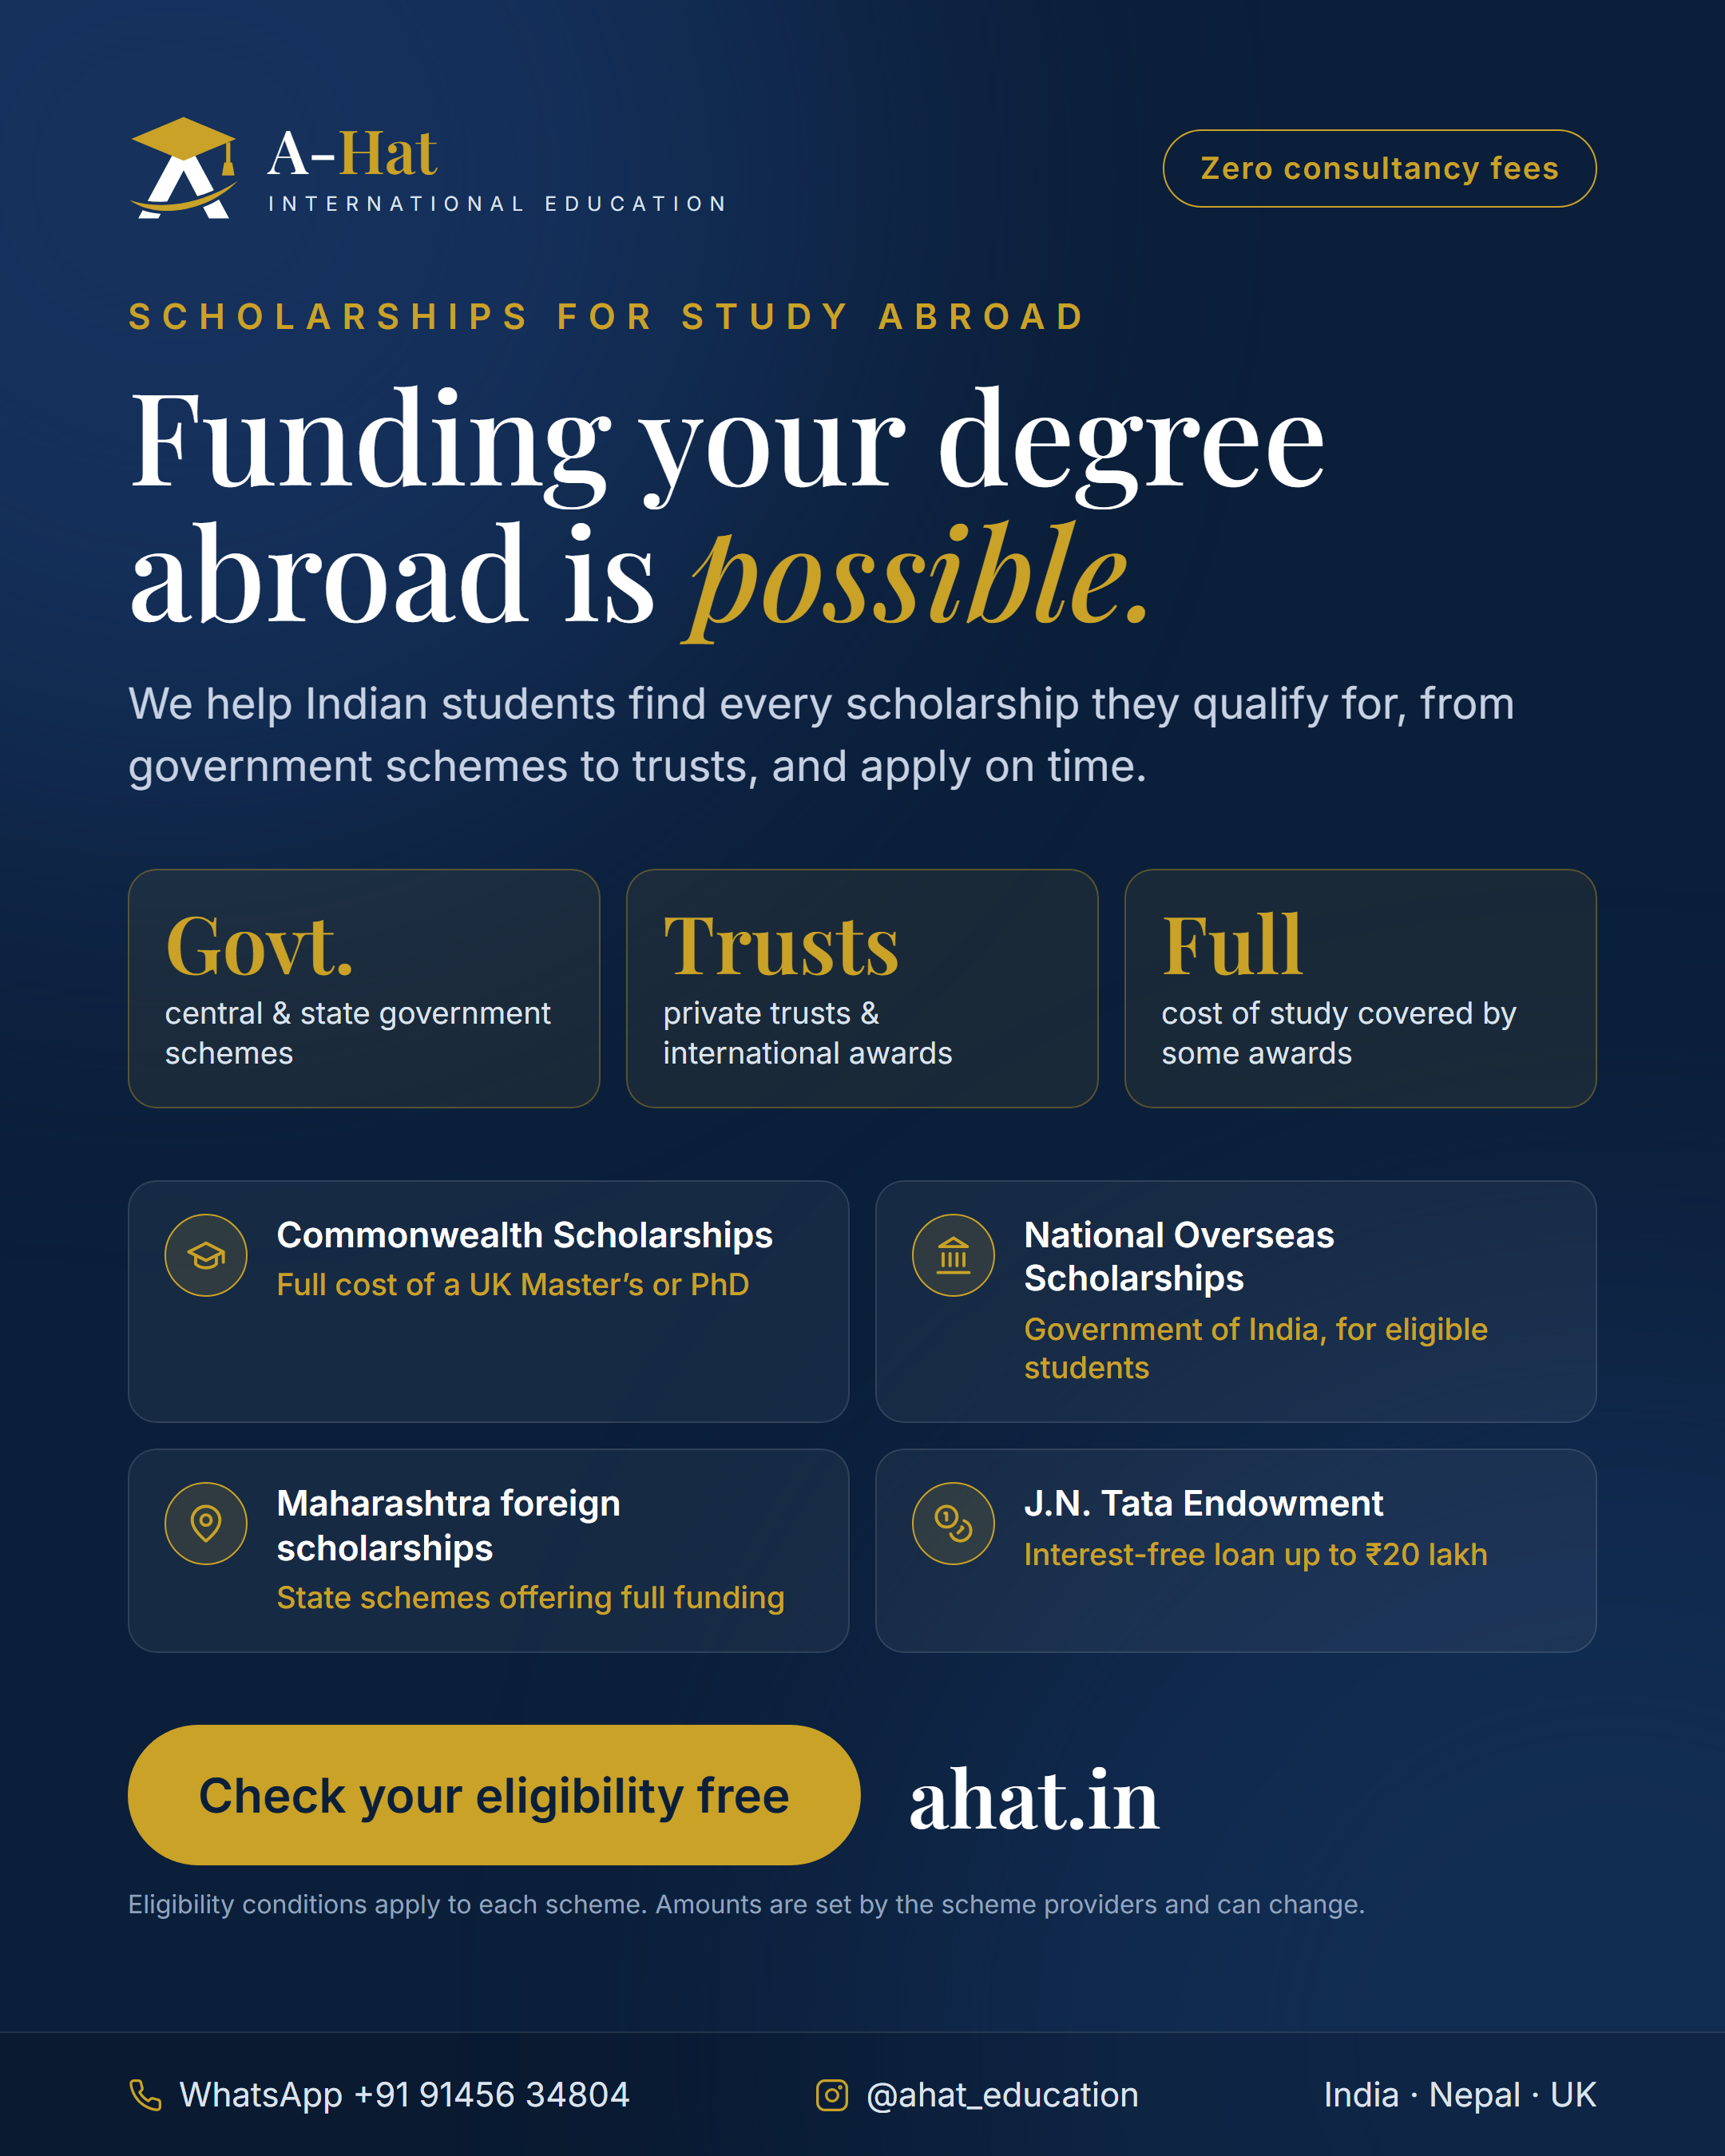 A–Hat
INTERNATIONAL EDUCATION
Zero consultancy fees
SCHOLARSHIPS FOR STUDY ABROAD
Funding your degree
abroad is possible.
We help Indian students find every scholarship they qualify for, from
government schemes to trusts, and apply on time.
Govt.
central & state government
schemes
Trusts
private trusts &
international awards
Full
cost of study covered by
some awards
Commonwealth Scholarships
Full cost of a UK Master’s or PhD
National Overseas
Scholarships
Government of India, for eligible
students
Maharashtra foreign
scholarships
State schemes offering full funding
J.N. Tata Endowment
Interest-free loan up to ₹20 lakh
Check your eligibility free
ahat.in
Eligibility conditions apply to each scheme. Amounts are set by the scheme providers and can change.
WhatsApp +91 91456 34804
@ahat_education
India · Nepal · UK